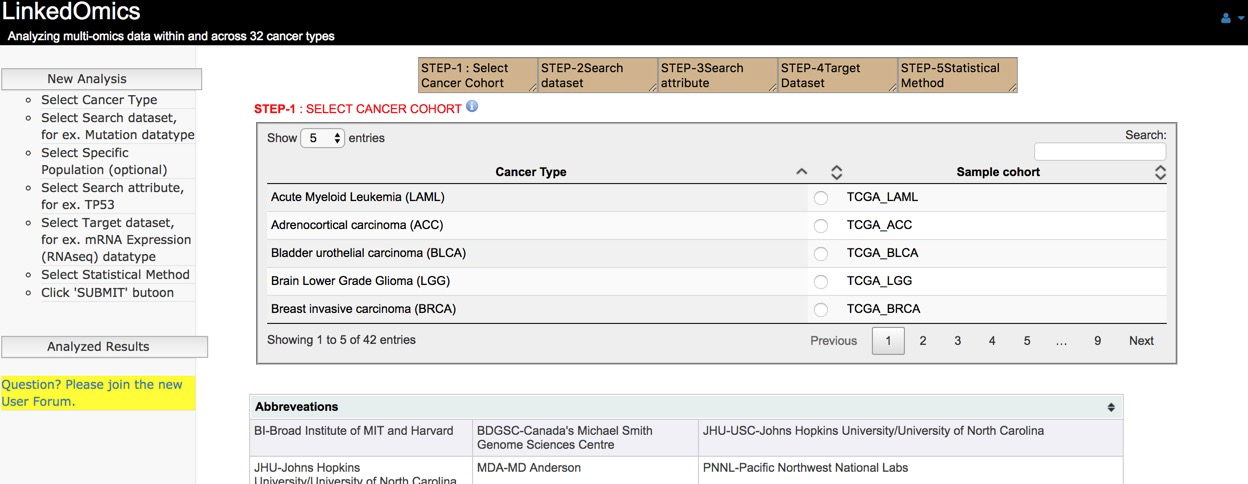 LinkedOmics
Analyzing multi-omics data within and across 32 cancer types
New Analysis
Select Cancer Type
Select Search dataset,
for ex. Mutation datatype
Select Specific
Population (optional)
Select Search attribute,
for ex. TP53
Select Target dataset,
for ex. mRNA Expression
(RNAseq) datatype
Select Statistical Method
Click 'SUBMIT' butoon
Analyzed Results
Question? Please join the new
User Forum.
STEP-1 : Select
Cancer Cohort
STEP-2Search
dataset
STEP-3Search
attribute
STEP-4Target
Dataset
STEP-5Statistical
Method
STEP-1 : SELECT CANCER COHORT
Show 5 entries
Search:
Cancer Type Sample cohort
Acute Myeloid Leukemia (LAML) TCGA_LAML
Adrenocortical carcinoma (ACC) TCGA_ACC
Bladder urothelial carcinoma (BLCA) TCGA_BLCA
Brain Lower Grade Glioma (LGG) TCGA_LGG
Breast invasive carcinoma (BRCA) TCGA_BRCA
Showing 1 to 5 of 42 entries Previous 1 2 3 4 5 ... 9 Next
Abbreveations
BI-Broad Institute of MIT and Harvard
BDGSC-Canada's Michael Smith
Genome Sciences Centre
JHU-USC-Johns Hopkins University/University of North Carolina
JHU-Johns Hopkins
University/University of North Carolina
MDA-MD Anderson
PNNL-Pacific Northwest National Labs